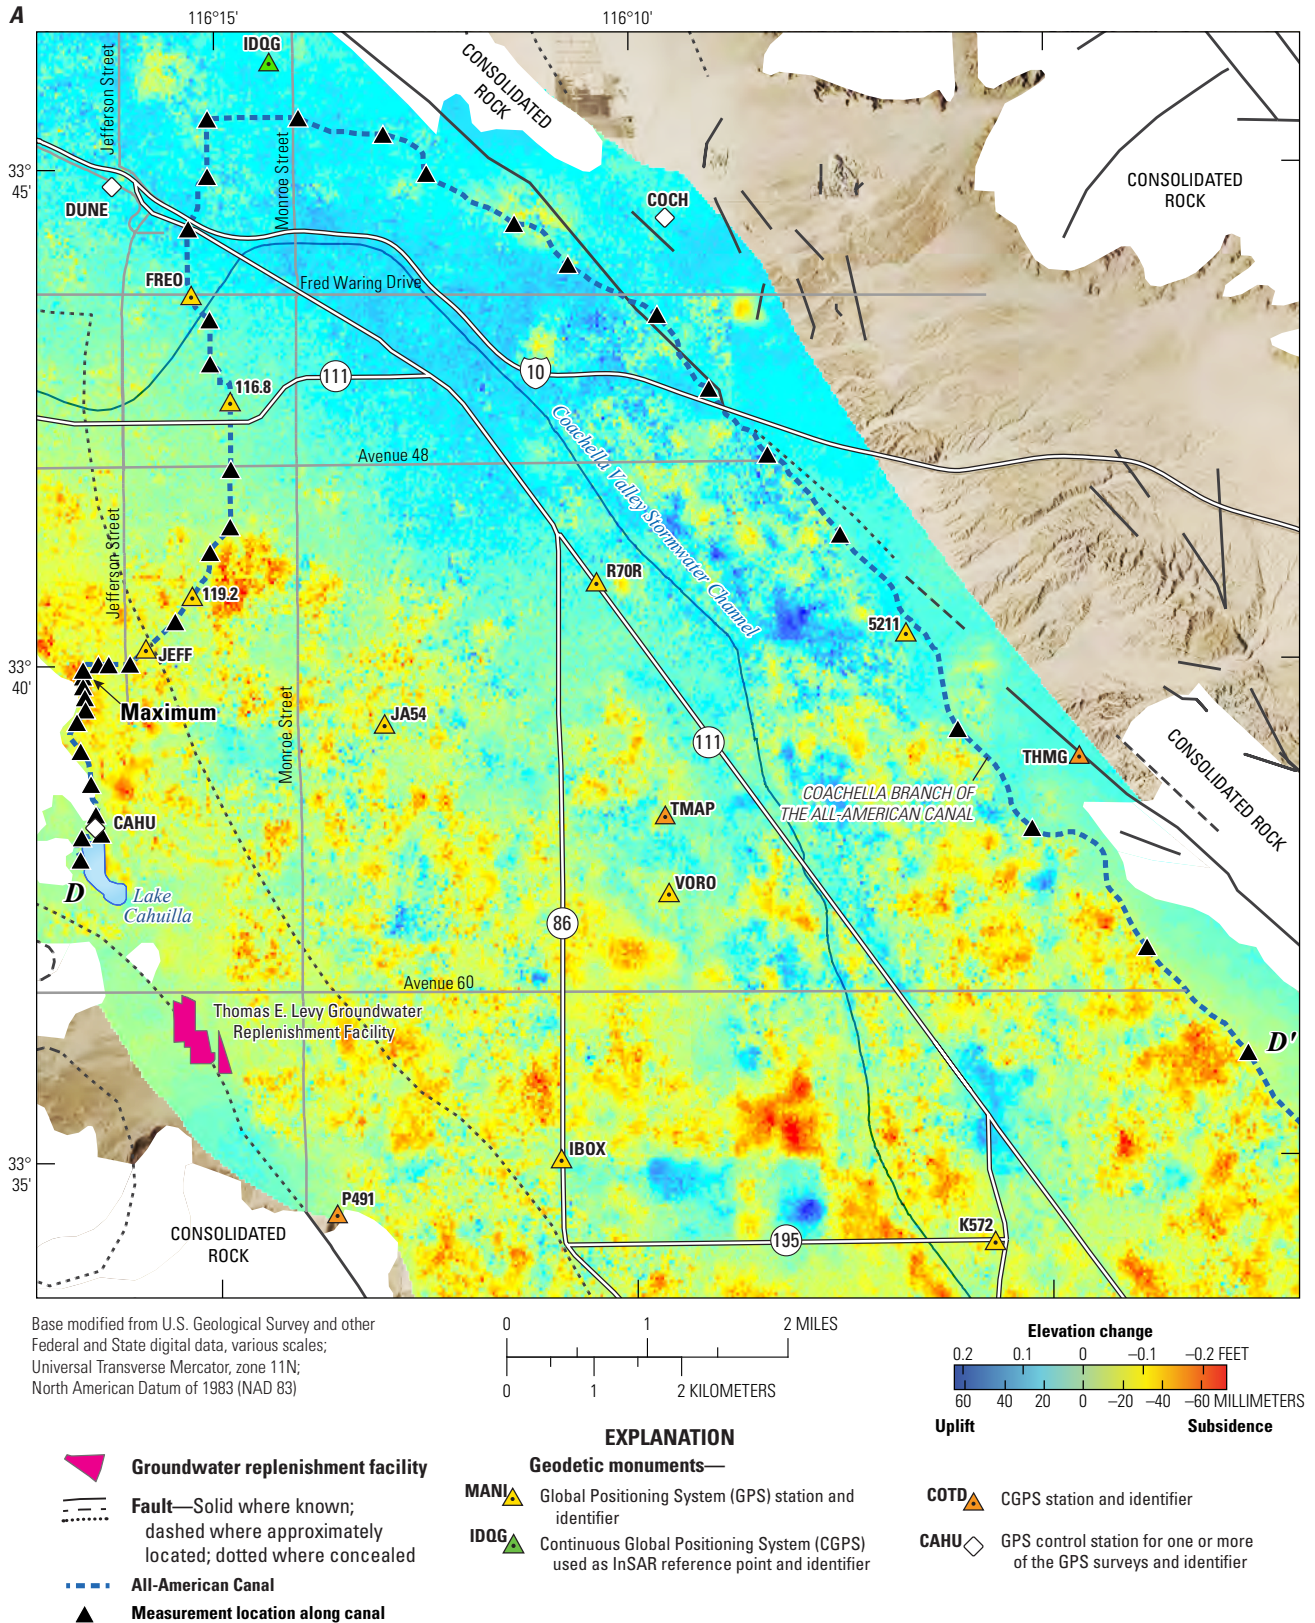 A
116°15'
116°10'
IDQG
Jefferson Street
Monroe Street
CONSOLIDATED
ROCK
CONSOLIDATED
ROCK
33°
45'
DUNE
COCH
FREO
Fred Waring Drive
116.8
111
10
Avenue 48
Coachella Valley Stormwater Channel
Jefferson Street
119.2
R70R
5211
JEFF
33°
40'
Maximum
Monroe Street
JA54
111
THMG
CONSOLIDATED ROCK
COACHELLA BRANCH OF
THE ALL-AMERICAN CANAL
TMAP
CAHU
D
Lake
Cahuilla
VORO
86
Avenue 60
Thomas E. Levy Groundwater
Replenishment Facility
D'
33°
35'
IBOX
P491
CONSOLIDATED
ROCK
195
K572
Base modified from U.S. Geological Survey and other
Federal and State digital data, various scales;
Universal Transverse Mercator, zone 11N;
North American Datum of 1983 (NAD 83)
0 1 2 MILES
0 1 2 KILOMETERS
Elevation change
0.2 0.1 0 –0.1 –0.2 FEET
60 40 20 0 –20 –40 –60 MILLIMETERS
Uplift Subsidence
EXPLANATION
Groundwater replenishment facility
Fault—Solid where known;
dashed where approximately
located; dotted where concealed
All-American Canal
Measurement location along canal
Geodetic monuments—
MANI Global Positioning System (GPS) station and
identifier
IDQG Continuous Global Positioning System (CGPS)
used as InSAR reference point and identifier
COTD CGPS station and identifier
CAHU GPS control station for one or more
of the GPS surveys and identifier